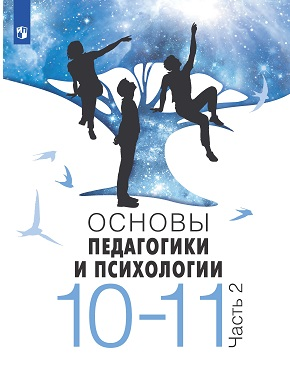 ОСНОВЫ
ПЕДАГОГИКИ
И ПСИХОЛОГИИ
10–11
Часть 2